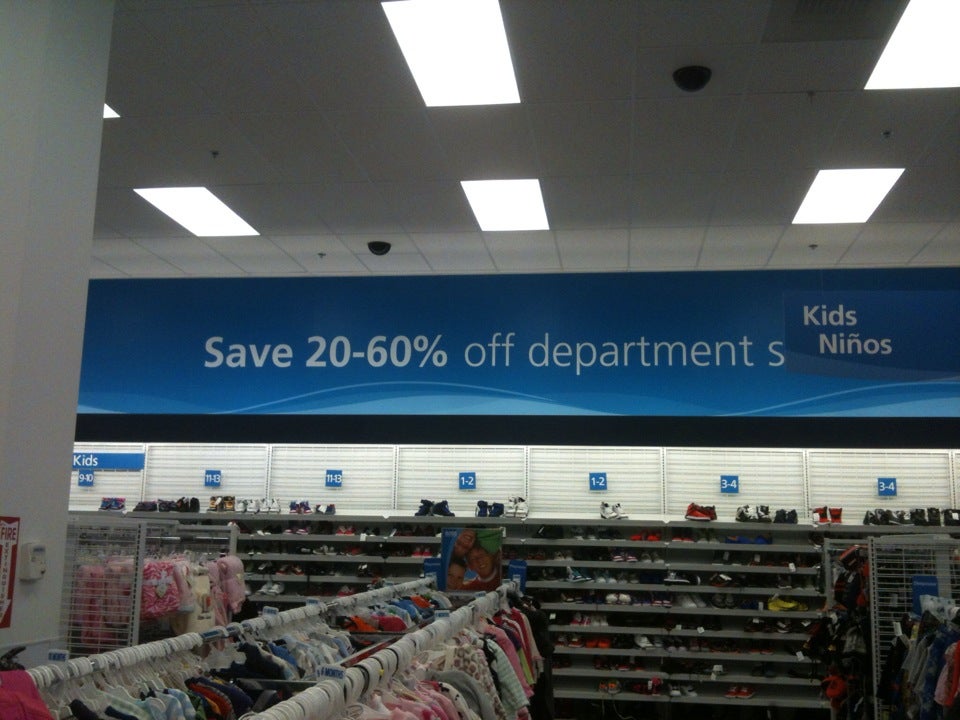 Save 20-60% off department s
Kids
Niños
Kids
9-10
11-13
11-13
1-2
1-2
3-4
3-4
FIRE